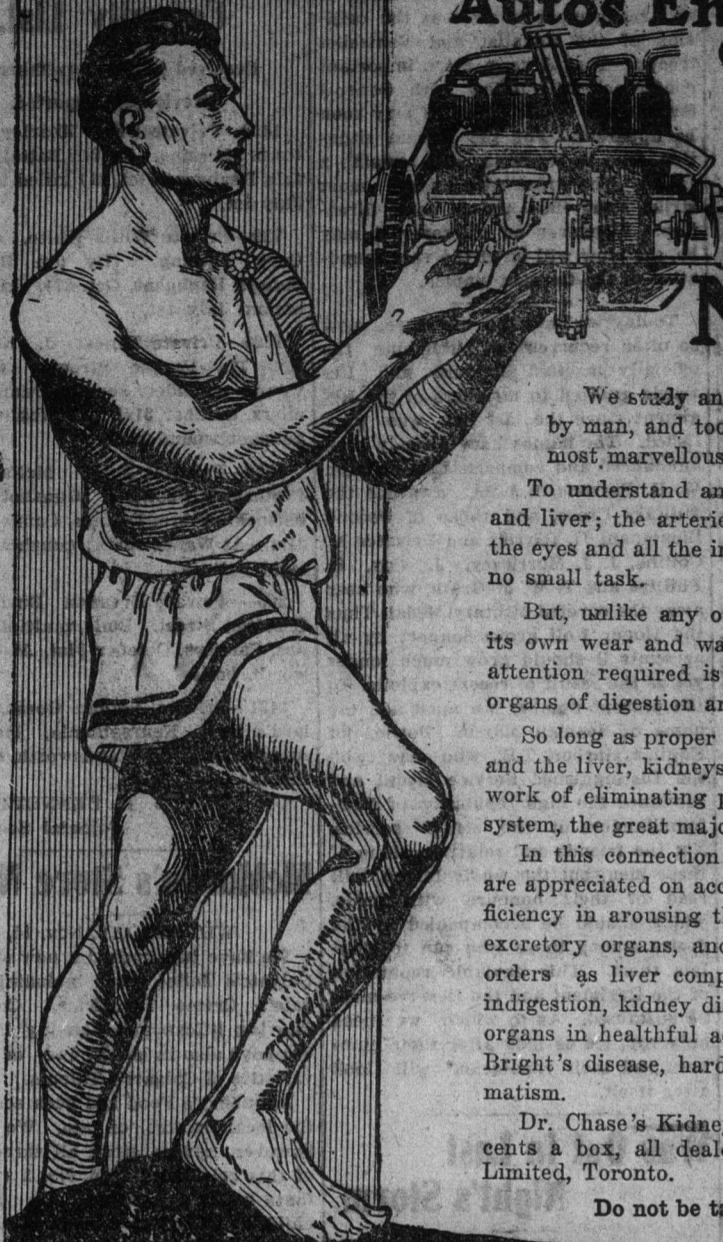 Autos En
N
We study an
by man, and too
most marvellous
To understand an
and liver; the arterie
the eyes and all the in
no small task.
But, unlike any o
its own wear and wa
attention required is
organs of digestion an
So long as proper
and the liver, kidneys
work of eliminating p
system, the great majo
In this connection
are appreciated on acc
ficiency in arousing t
excretory organs, and
orders as liver comp
indigestion, kidney di
organs in healthful a
Bright's disease, hard
matism.
Dr. Chase's Kidne
cents a box, all deale
Limited, Toronto.
Do not be ta